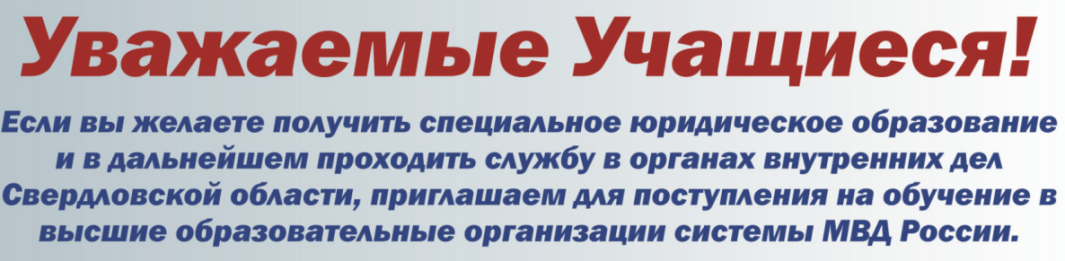 Уважаемые Учащиеся!
Если вы желаете получить специальное юридическое образование
и в дальнейшем проходить службу в органах внутренних дел
Свердловской области, приглашаем для поступления на обучение в
высшие образовательные организации системы МВД России.